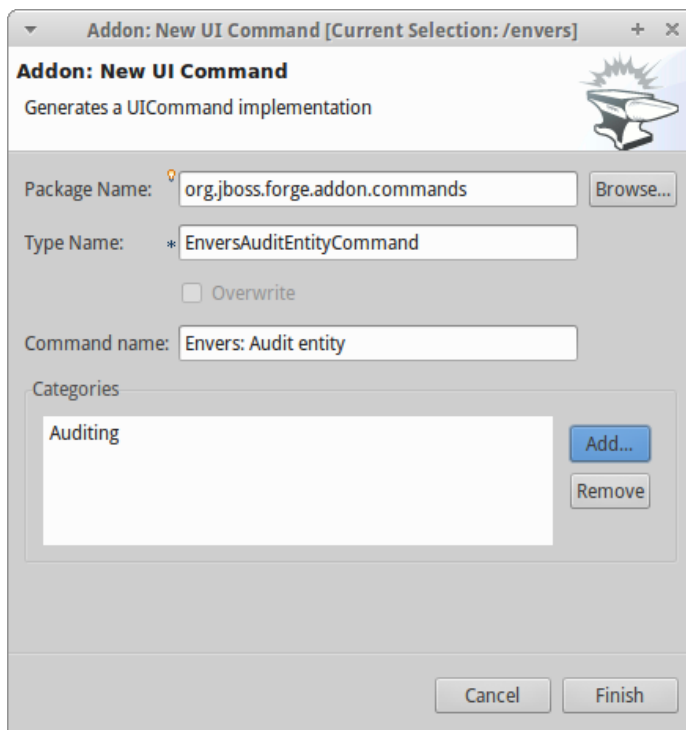 Addon: New UI Command [Current Selection: /envers]
Addon: New UI Command
Generates a UICommand implementation
Package Name: org.jboss.forge.addon.commands Browse...
Type Name: * EnversAuditEntityCommand
Overwrite
Command name: Envers: Audit entity
Categories
Auditing
Add...
Remove
Cancel Finish